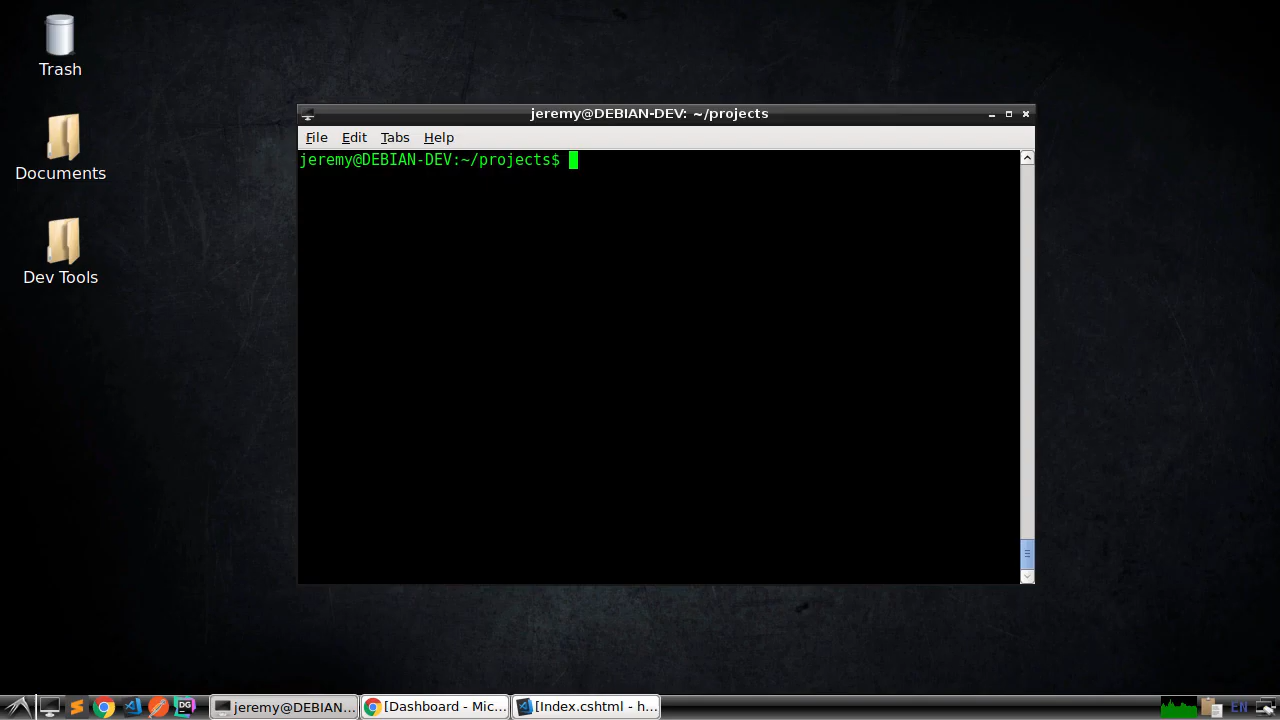 Trash
Documents
Dev Tools
jeremy@DEBIAN-DEV: ~/projects
File Edit Tabs Help
jeremy@DEBIAN-DEV:~/projects$
DG
jeremy@DEBIAN...
[Dashboard - Mic...
[Index.cshtml - h...
EN